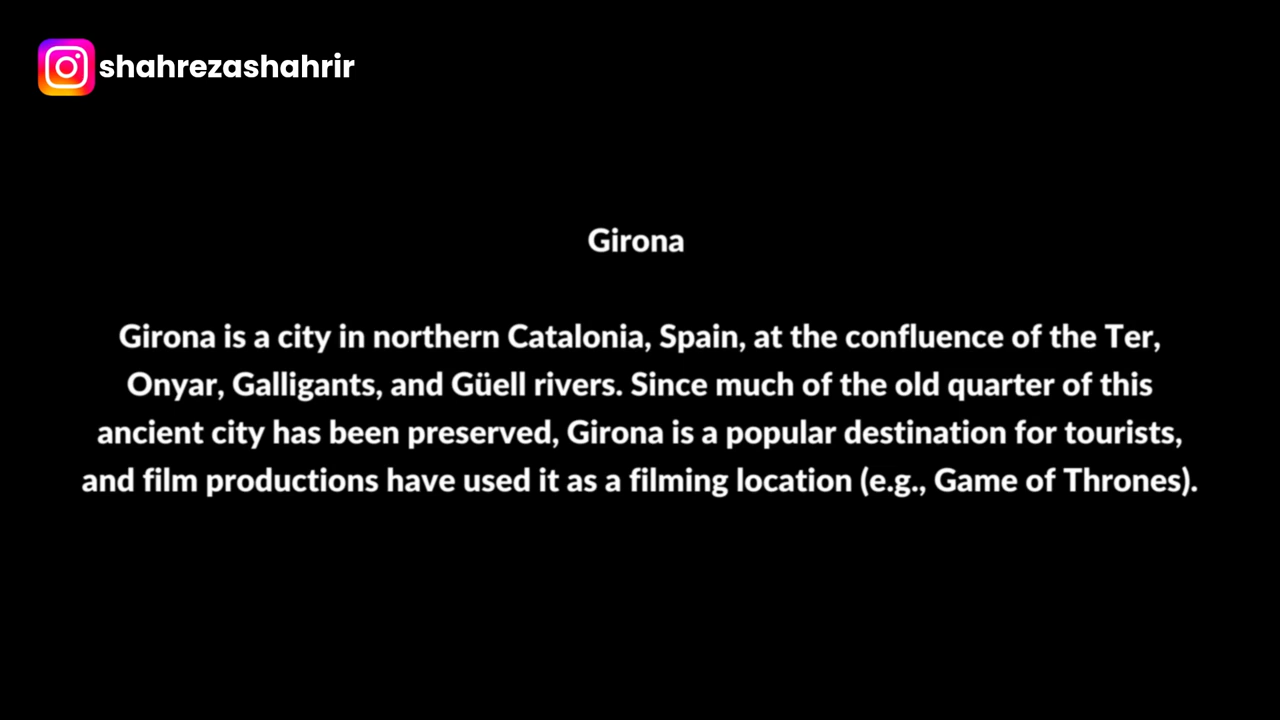 shahrezashahrir
Girona
Girona is a city in northern Catalonia, Spain, at the confluence of the Ter,
Onyar, Galligants, and Güell rivers. Since much of the old quarter of this
ancient city has been preserved, Girona is a popular destination for tourists,
and film productions have used it as a filming location (e.g., Game of Thrones).